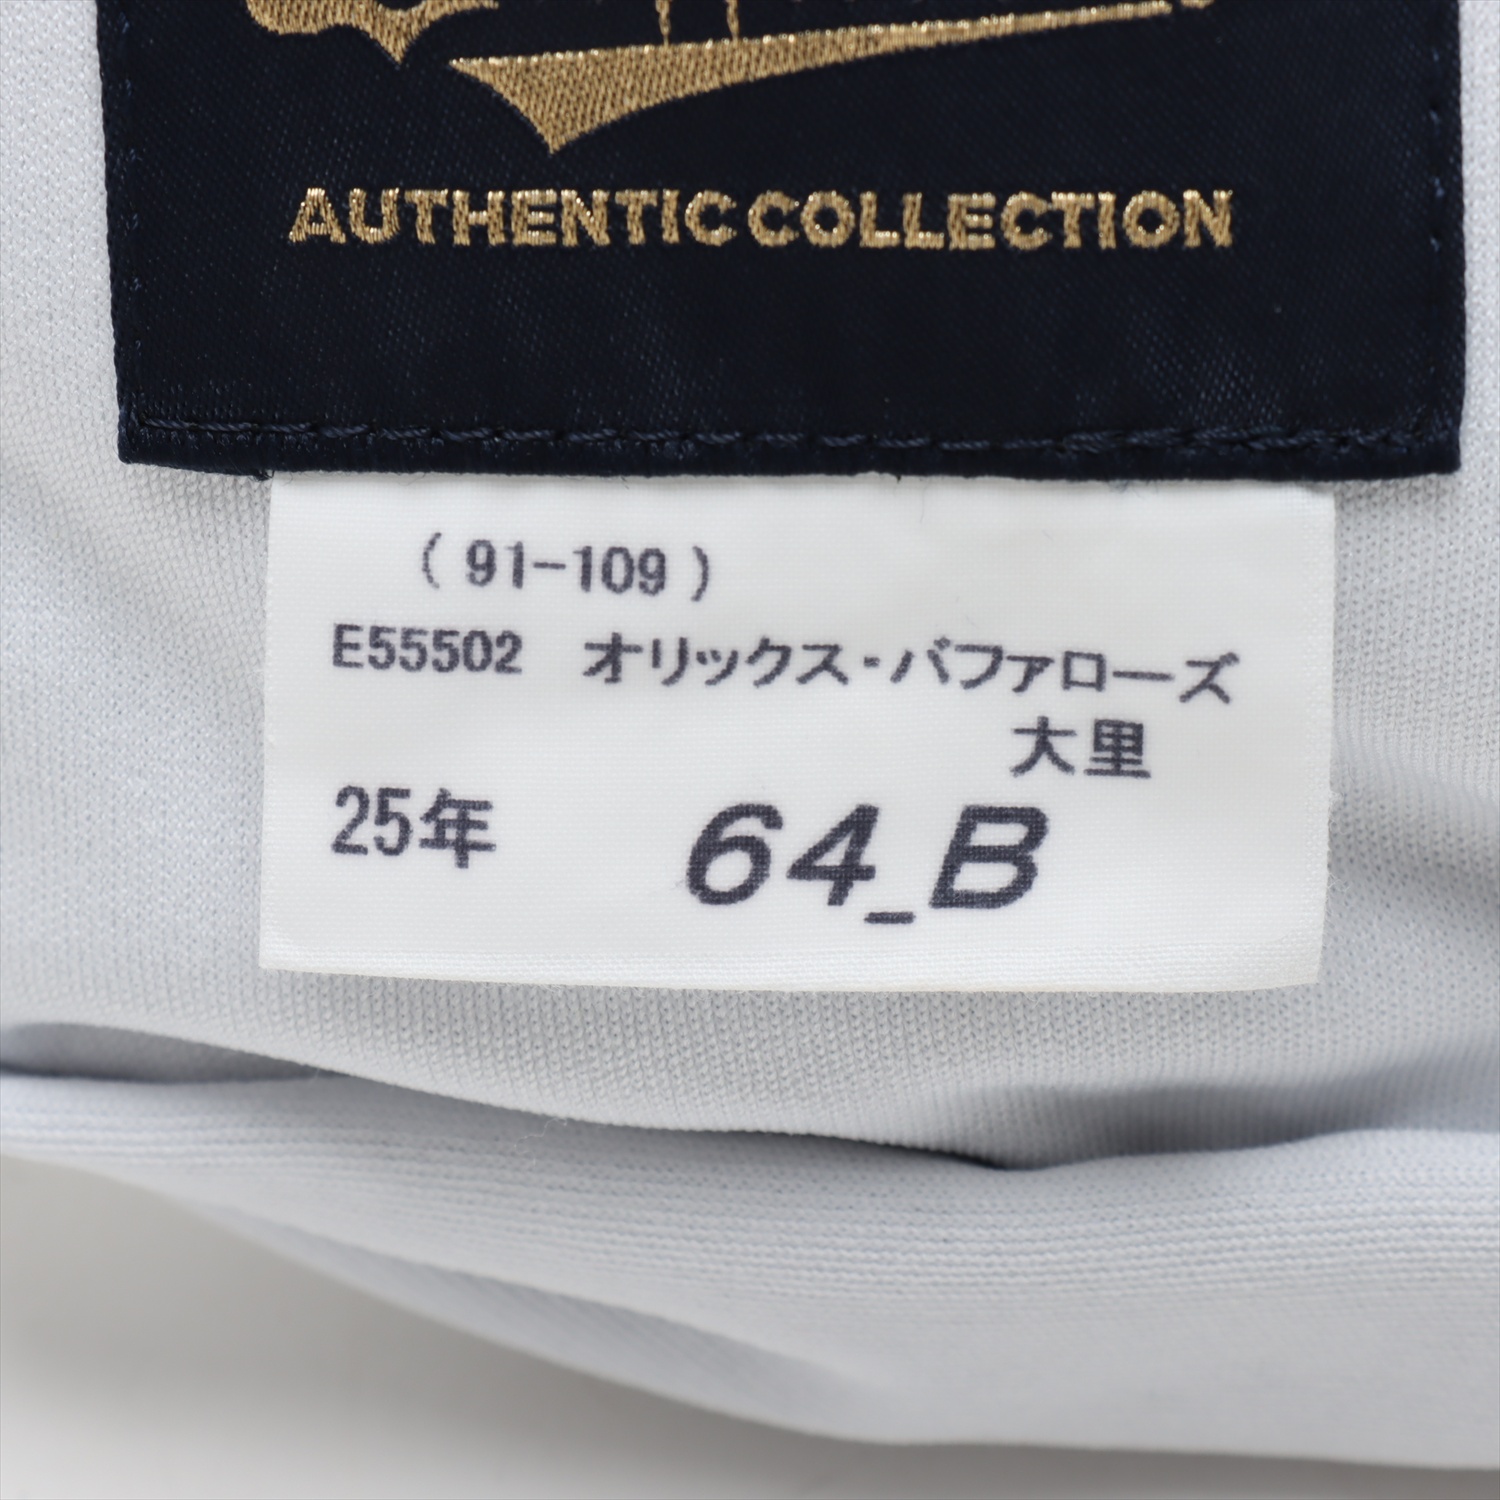 AUTHENTIC COLLECTION
( 91-109 )
E55502 オリックス・バファローズ
大里
25年 64_B